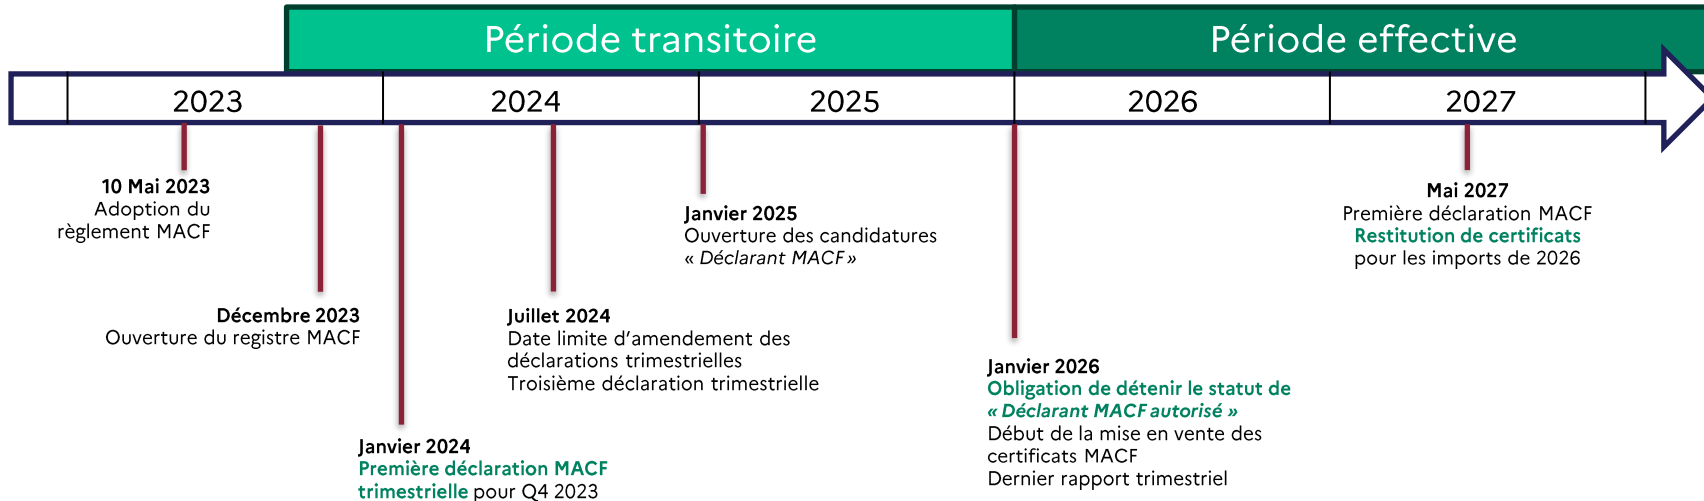 Période transitoire
Période effective
2023
2024
2025
2026
2027
10 Mai 2023
Adoption du
règlement MACF
Décembre 2023
Ouverture du registre MACF
Janvier 2024
Première déclaration MACF
trimestrielle pour Q4 2023
Juillet 2024
Date limite d’amendement des
déclarations trimestrielles
Troisième déclaration trimestrielle
Janvier 2025
Ouverture des candidatures
« Déclarant MACF »
Janvier 2026
Obligation de détenir le statut de
« Déclarant MACF autorisé »
Début de la mise en vente des
certificats MACF
Dernier rapport trimestriel
Mai 2027
Première déclaration MACF
Restitution de certificats
pour les imports de 2026